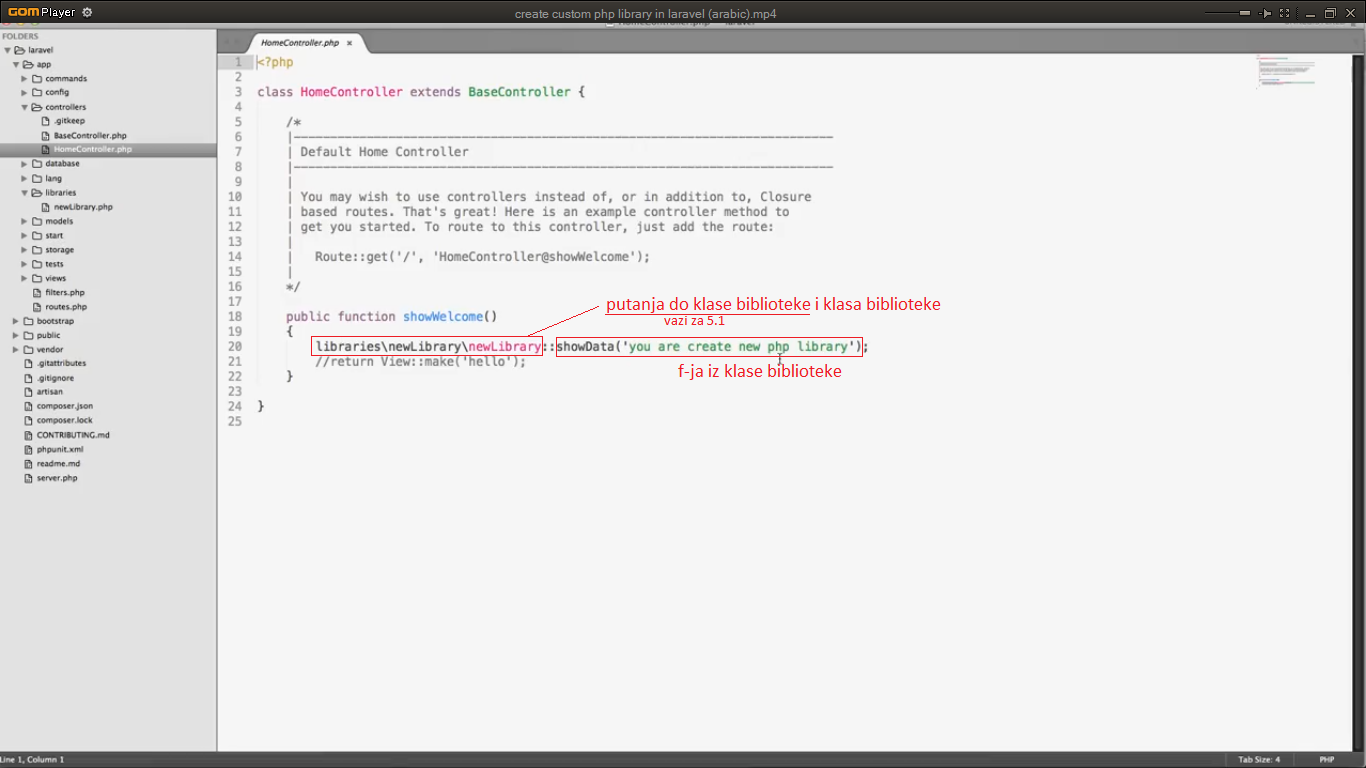 GOMPlayer
create custom php library in laravel (arabic).mp4
FOLDERS
laravel
app
commands
config
controllers
.gitkeep
BaseController.php
HomeController.php
database
lang
libraries
newLibrary.php
models
start
storage
tests
views
filters.php
routes.php
bootstrap
public
vendor
.gitattributes
.gitignore
artisan
composer.json
composer.lock
CONTRIBUTING.md
phpunit.xml
readme.md
server.php
HomeController.php ×
1 <?php
2
3 class HomeController extends BaseController {
4
5 /*
6 |--------------------------------------------------------------------------
7 | Default Home Controller
8 |--------------------------------------------------------------------------
9 |
10 | You may wish to use controllers instead of, or in addition to, Closure
11 | based routes. That's great! Here is an example controller method to
12 | get you started. To route to this controller, just add the route:
13 |
14 | Route::get('/', 'HomeController@showWelcome');
15 |
16 */
17
putanja do klase biblioteke i klasa biblioteke
18 public function showWelcome()
vazi za 5.1
19 {
20 libraries\newLibrary\newLibrary::showData('you are create new php library');
21 //return View::make('hello');
f-ja iz klase biblioteke
22 }
23
24 }
25
Line 1, Column 1
Tab Size: 4
PHP